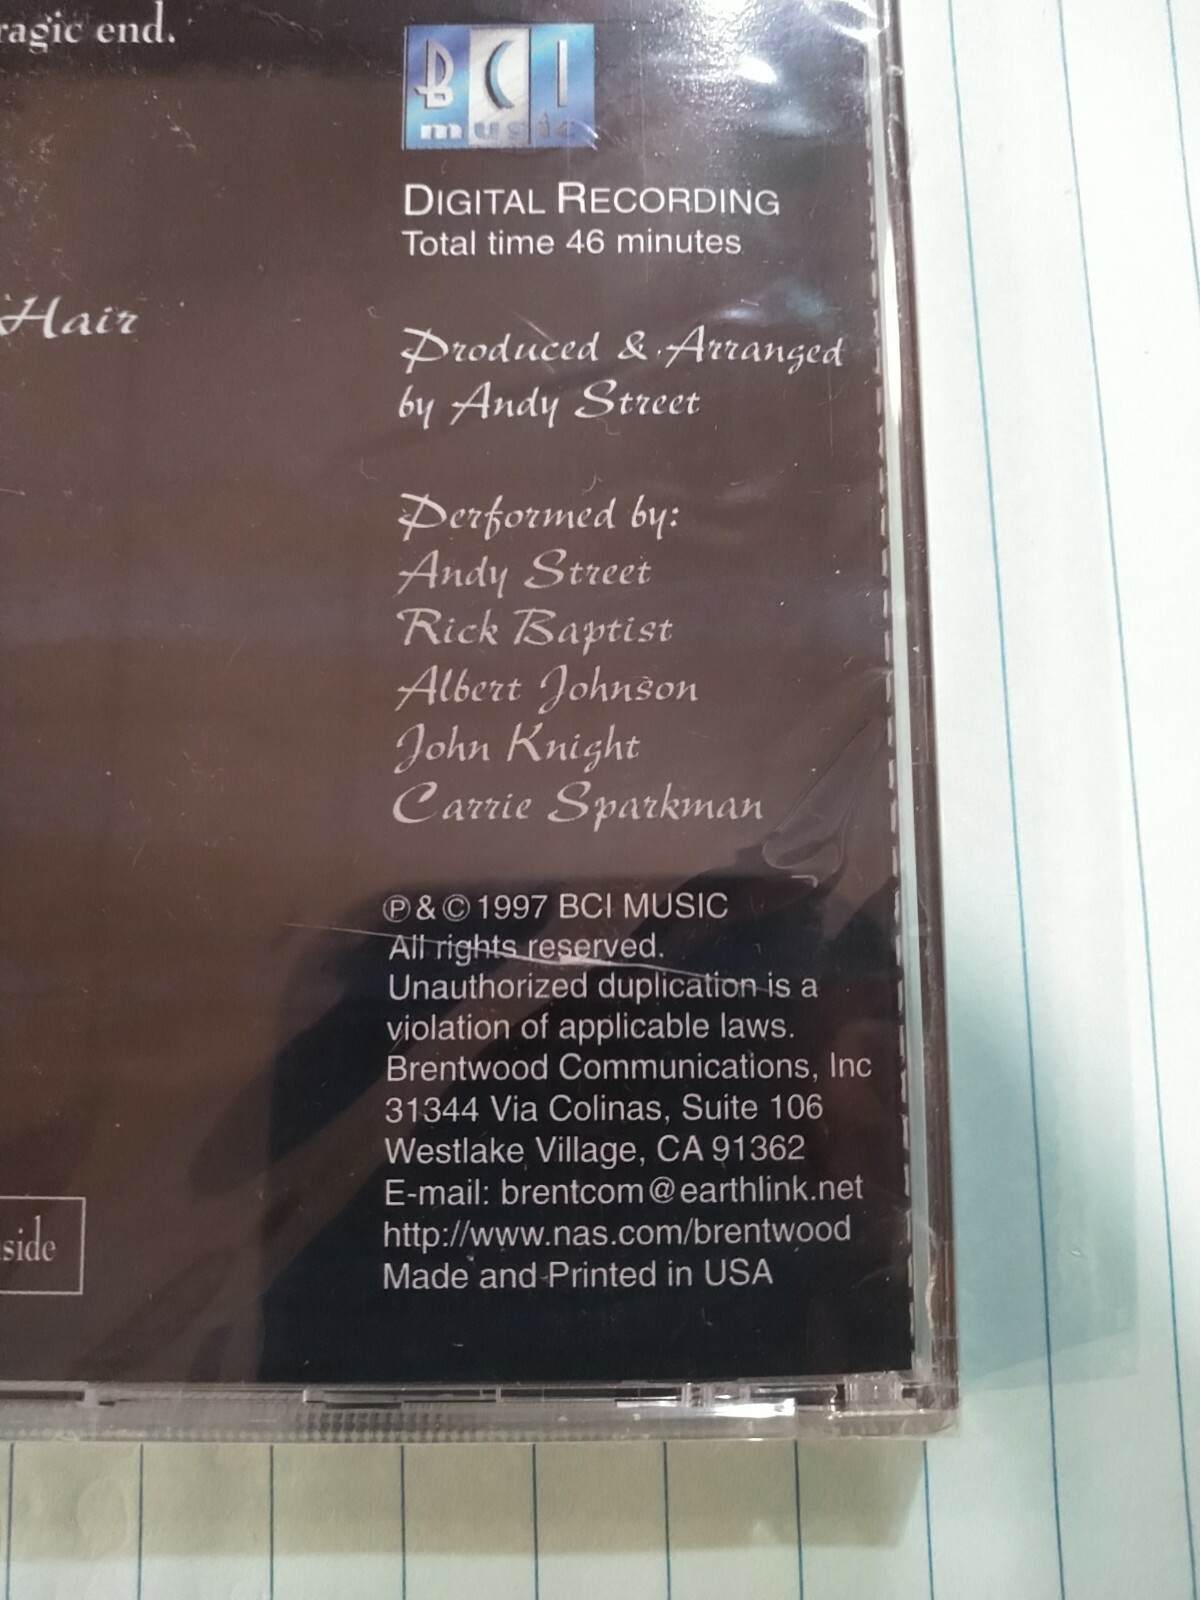 ragic end.
BCI
music
DIGITAL RECORDING
Total time 46 minutes
Hair
Produced & Arranged
by Andy Street
Performed by:
Andy Street
Rick Baptist
Albert Johnson
John Knight
Carrie Sparkman
℗ & © 1997 BCI MUSIC
All rights reserved.
Unauthorized duplication is a
violation of applicable laws.
Brentwood Communications, Inc
31344 Via Colinas, Suite 106
Westlake Village, CA 91362
E-mail: brentcom@earthlink.net
side
http://www.nas.com/brentwood
Made and Printed in USA